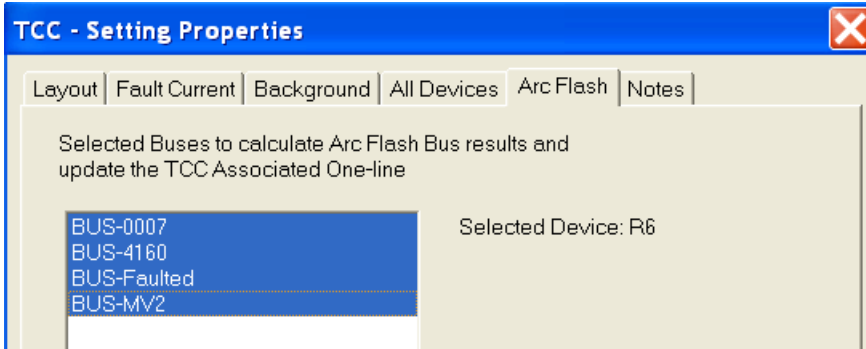 TCC - Setting Properties
Layout Fault Current Background All Devices Arc Flash Notes
Selected Buses to calculate Arc Flash Bus results and
update the TCC Associated One-line
BUS-0007 Selected Device: R6
BUS-4160
BUS-Faulted
BUS-MV2